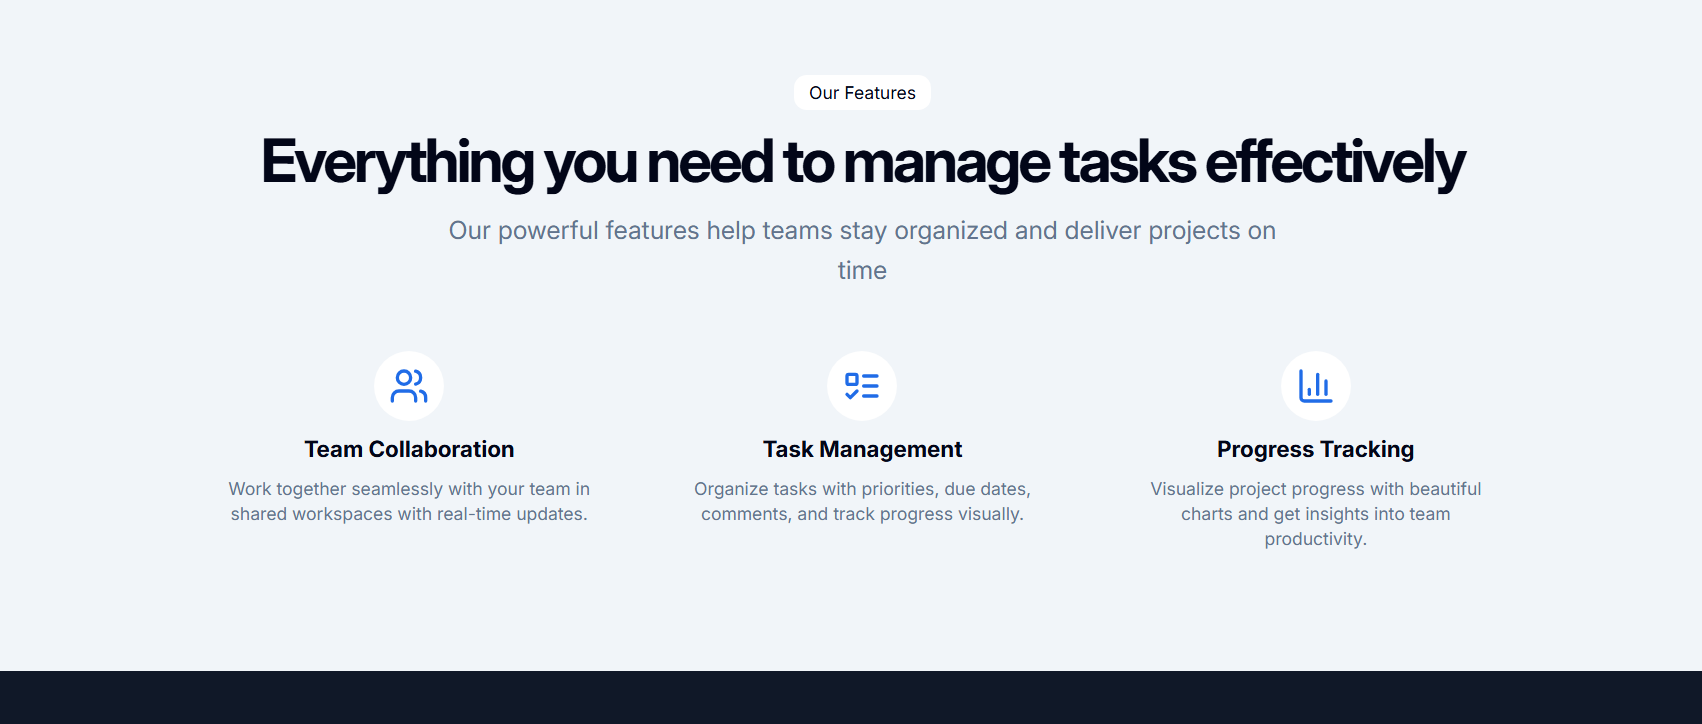 Our Features
Everything you need to manage tasks effectively
Our powerful features help teams stay organized and deliver projects on
time
Team Collaboration
Work together seamlessly with your team in
shared workspaces with real-time updates.
Task Management
Organize tasks with priorities, due dates,
comments, and track progress visually.
Progress Tracking
Visualize project progress with beautiful
charts and get insights into team
productivity.